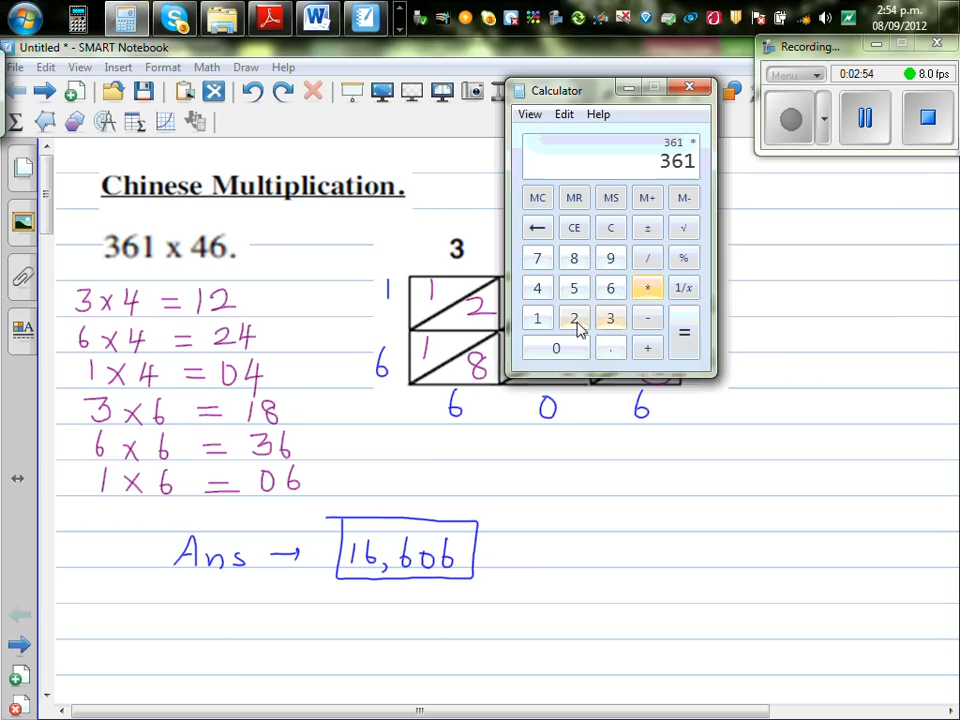 2:54 p.m.
08/09/2012
Untitled * - SMART Notebook
Recording...
File Edit View Insert Format Math Draw Help
Menu 0:02:54 8.0 fps
Calculator
View Edit Help
361 *
361
MC MR MS M+ M-
← CE C ± √
7 8 9 / %
4 5 6 * 1/x
1 2 3 - =
0 . +
Chinese Multiplication.
361 x 46.
3
1 1 2
6 1 8
6 0 6
3 x 4 = 12
6 x 4 = 24
1 x 4 = 04
3 x 6 = 18
6 x 6 = 36
1 x 6 = 06
Ans → 16,606